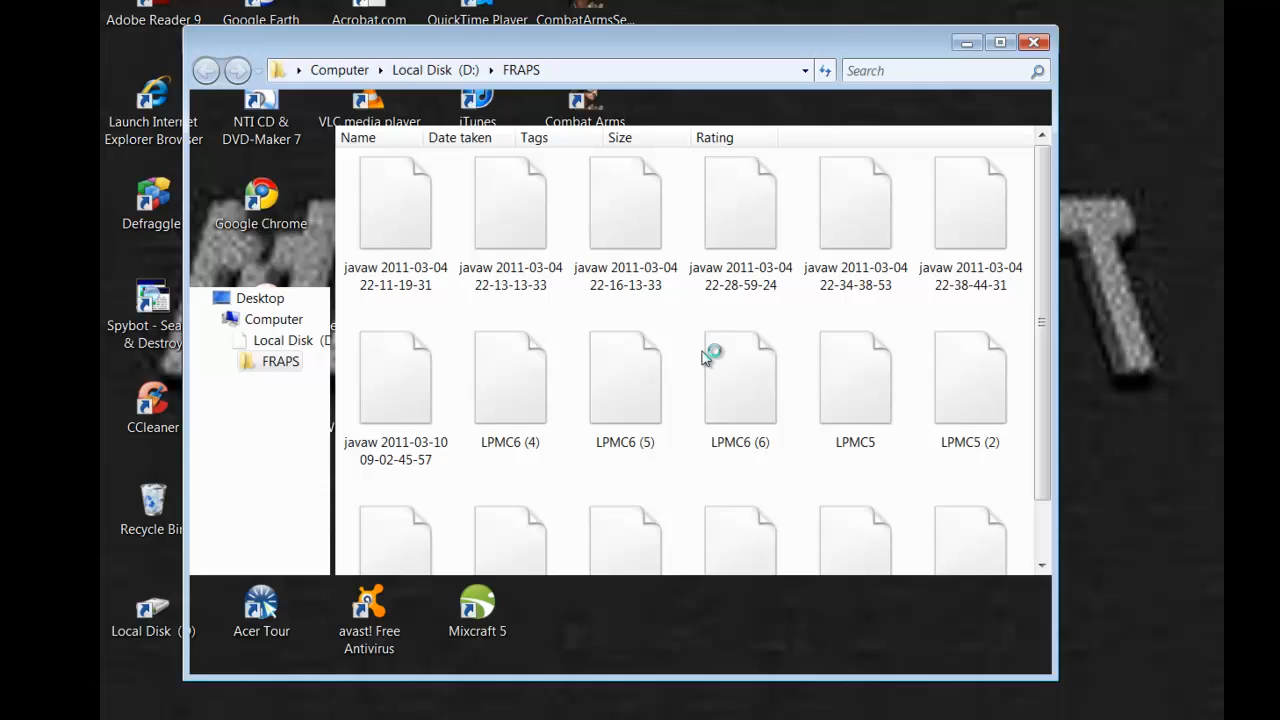 Adobe Reader 9 Google Earth Acrobat.com QuickTime Player CombatArmsSe...
Computer Local Disk (D:) FRAPS Search
Launch Internet
Explorer Browser
NTI CD &
DVD-Maker 7
VLC media player
iTunes
Combat Arms
Name Date taken Tags Size Rating
Defraggle
Google Chrome
javaw 2011-03-04
22-11-19-31
javaw 2011-03-04
22-13-13-33
javaw 2011-03-04
22-16-13-33
javaw 2011-03-04
22-28-59-24
javaw 2011-03-04
22-34-38-53
javaw 2011-03-04
22-38-44-31
Desktop
Computer
Local Disk (D
FRAPS
Spybot - Sea
& Destroy
CCleaner
javaw 2011-03-10
09-02-45-57
LPMC6 (4)
LPMC6 (5)
LPMC6 (6)
LPMC5
LPMC5 (2)
Recycle Bin
Local Disk ( )
Acer Tour
avast! Free
Antivirus
Mixcraft 5